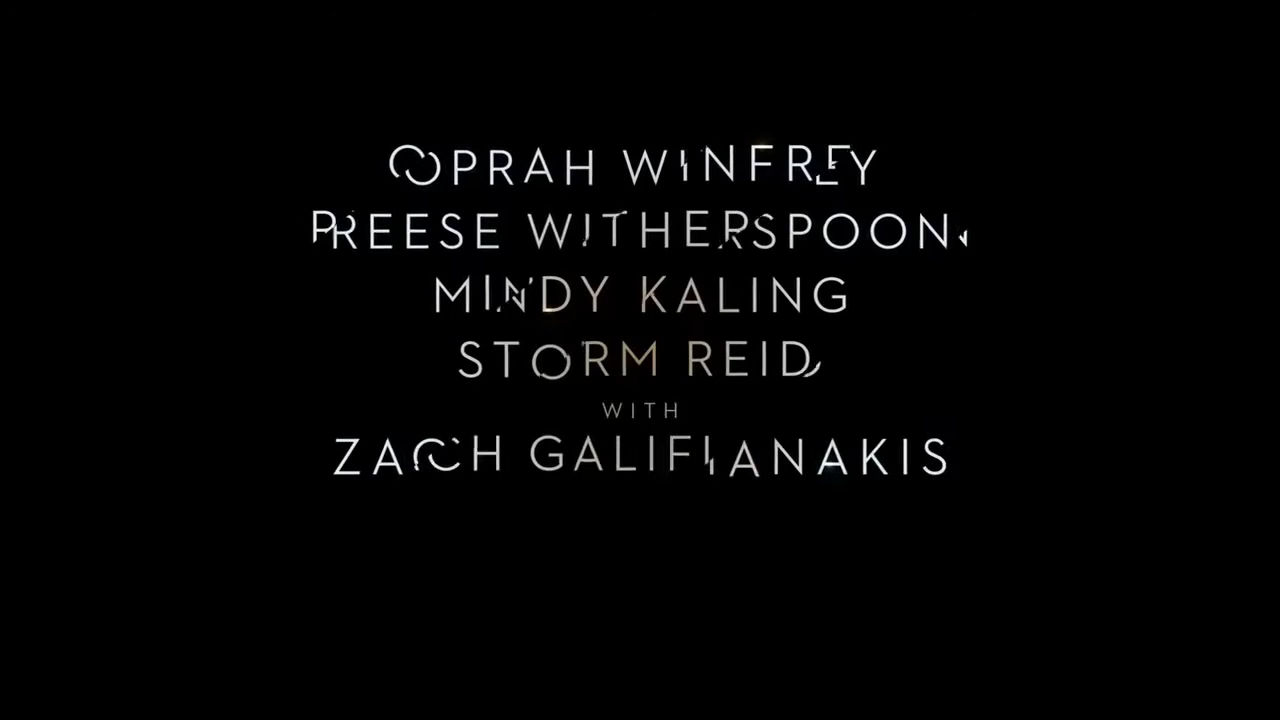 OPRAH WINFREY
REESE WITHERSPOON
MINDY KALING
STORM REID
WITH
ZACH GALIFIANAKIS